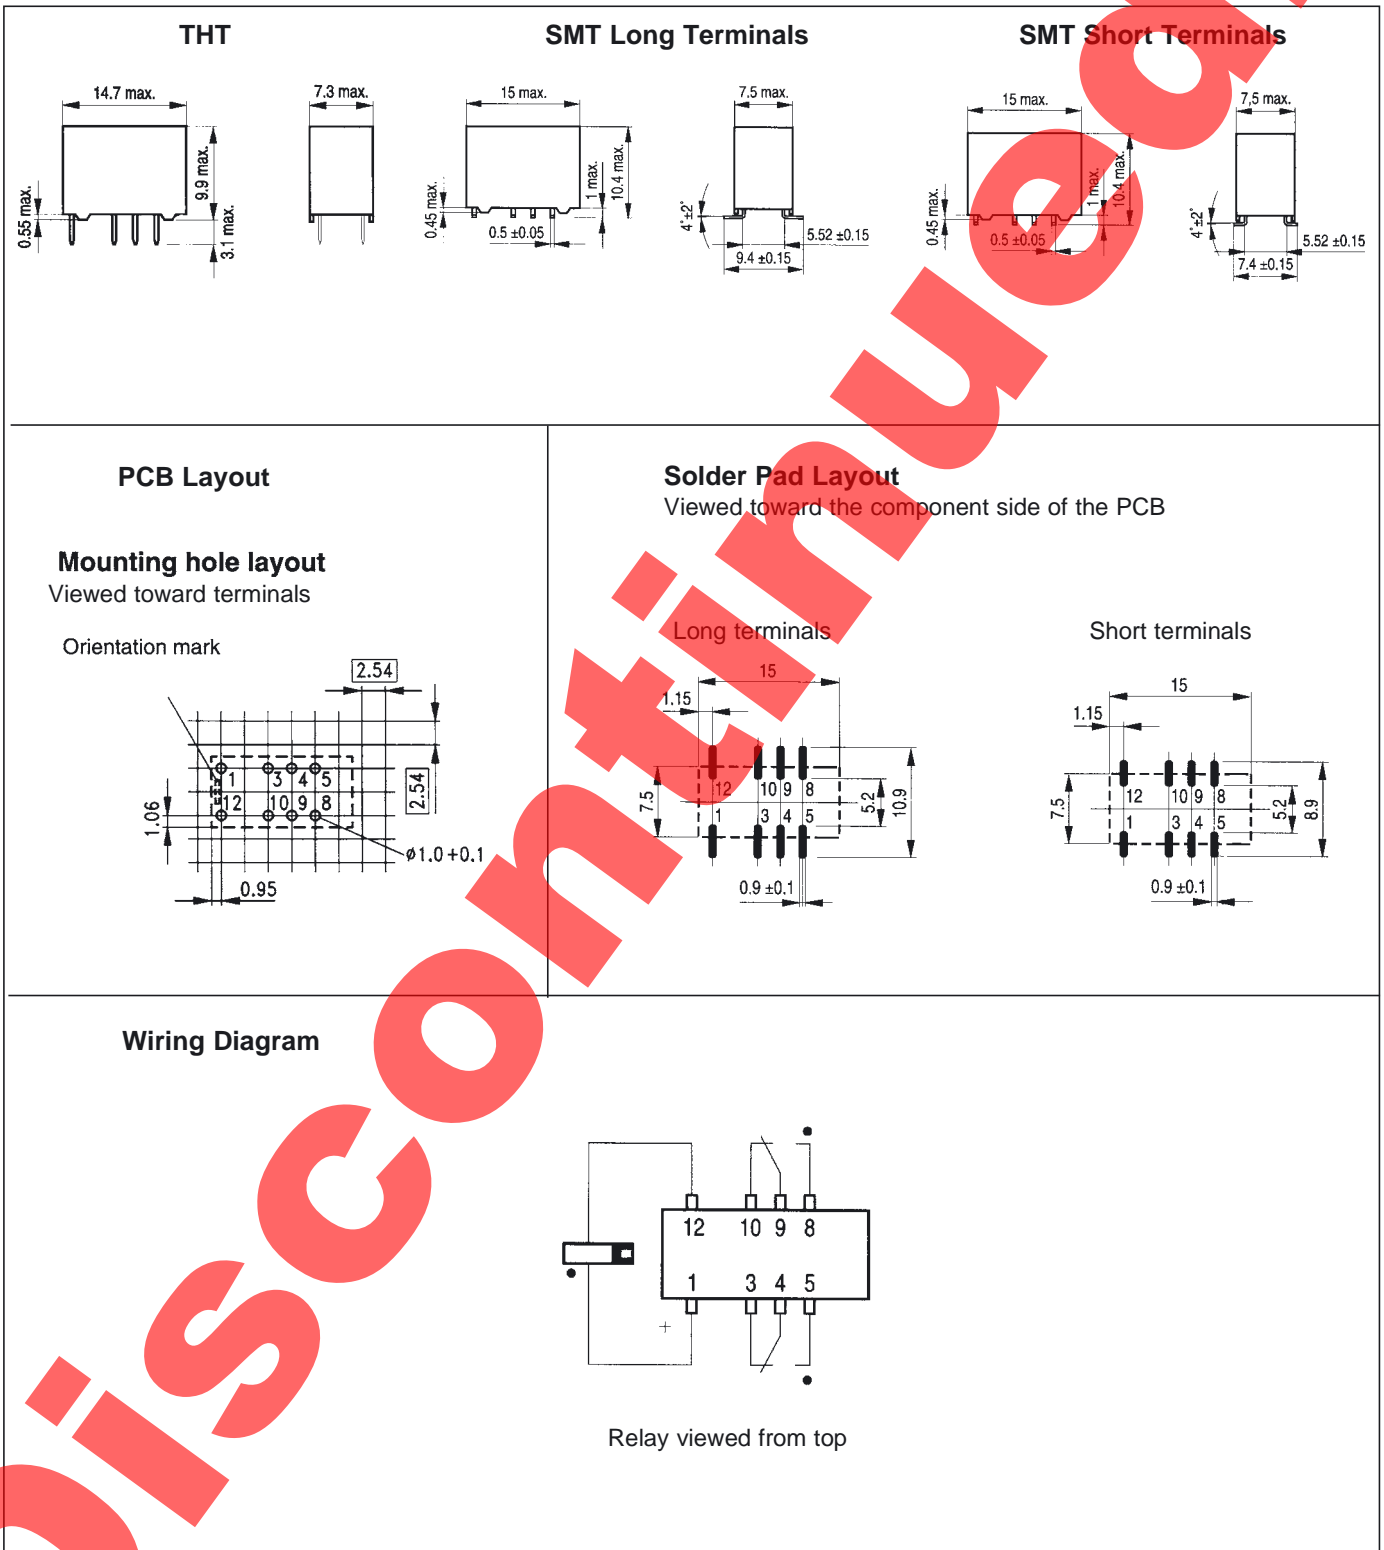 THT
SMT Long Terminals
SMT Short Terminals
14.7 max.
9.9 max.
0.55 max.
3.1 max.
7.3 max.
15 max.
0.45 max.
1 max.
10.4 max.
0.5 ±0.05
7.5 max.
4°±2°
5.52 ±0.15
9.4 ±0.15
15 max.
0.45 max.
1 max.
10.4 max.
0.5 ±0.05
7,5 max.
4°±2°
5.52 ±0.15
7.4 ±0.15
PCB Layout
Mounting hole layout
Viewed toward terminals
Orientation mark
2.54
2.54
1 3 4 5
12 10 9 8
1.06
ø1.0 +0.1
0.95
Solder Pad Layout
Viewed toward the component side of the PCB
Long terminals
15
1.15
7.5
12 10 9 8
1 3 4 5
5.2
10.9
0.9 ±0.1
Short terminals
15
1.15
7.5
12 10 9 8
1 3 4 5
5.2
8.9
0.9 ±0.1
Wiring Diagram
12 10 9 8
1 3 4 5
+
Relay viewed from top
Discontinued